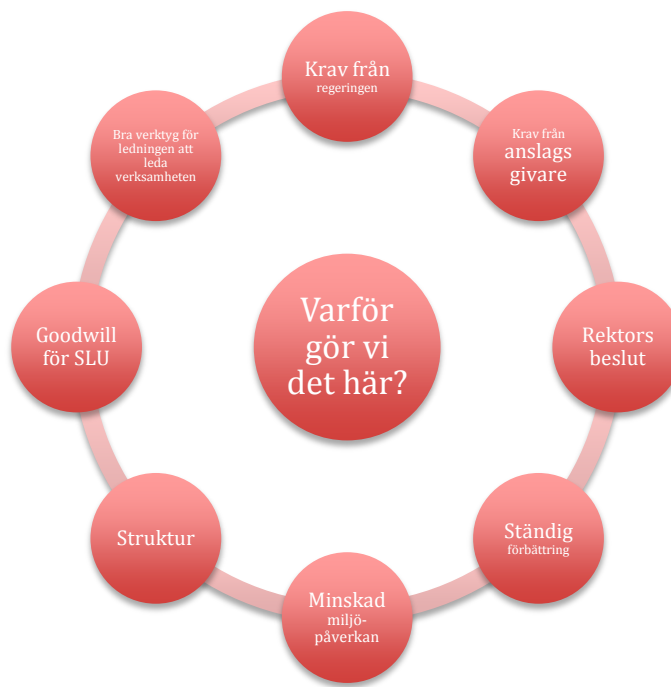 Krav från
regeringen
Krav från
anslags
givare
Rektors
beslut
Ständig
förbättring
Minskad
miljö-
påverkan
Struktur
Goodwill
för SLU
Bra verktyg för
ledningen att
leda
verksamheten
Varför
gör vi
det här?